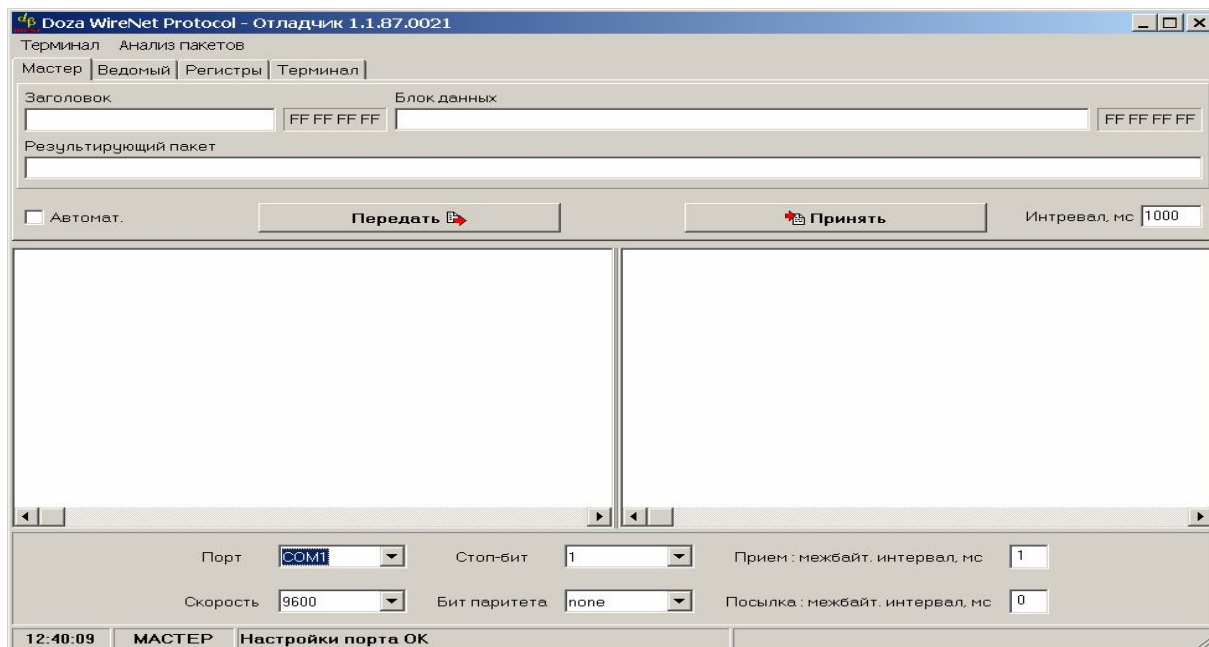 Doza WireNet Protocol - Отладчик 1.1.87.0021
Терминал Анализ пакетов
Мастер Ведомый Регистры Терминал
Заголовок Блок данных
FF FF FF FF FF FF FF FF
Результирующий пакет
Автомат. Передать Принять Интревал, мс 1000
Порт COM1 Стоп-бит 1 Прием : межбайт. интервал, мс 1
Скорость 9600 Бит паритета none Посылка : межбайт. интервал, мс 0
12:40:09 МАСТЕР Настройки порта ОК